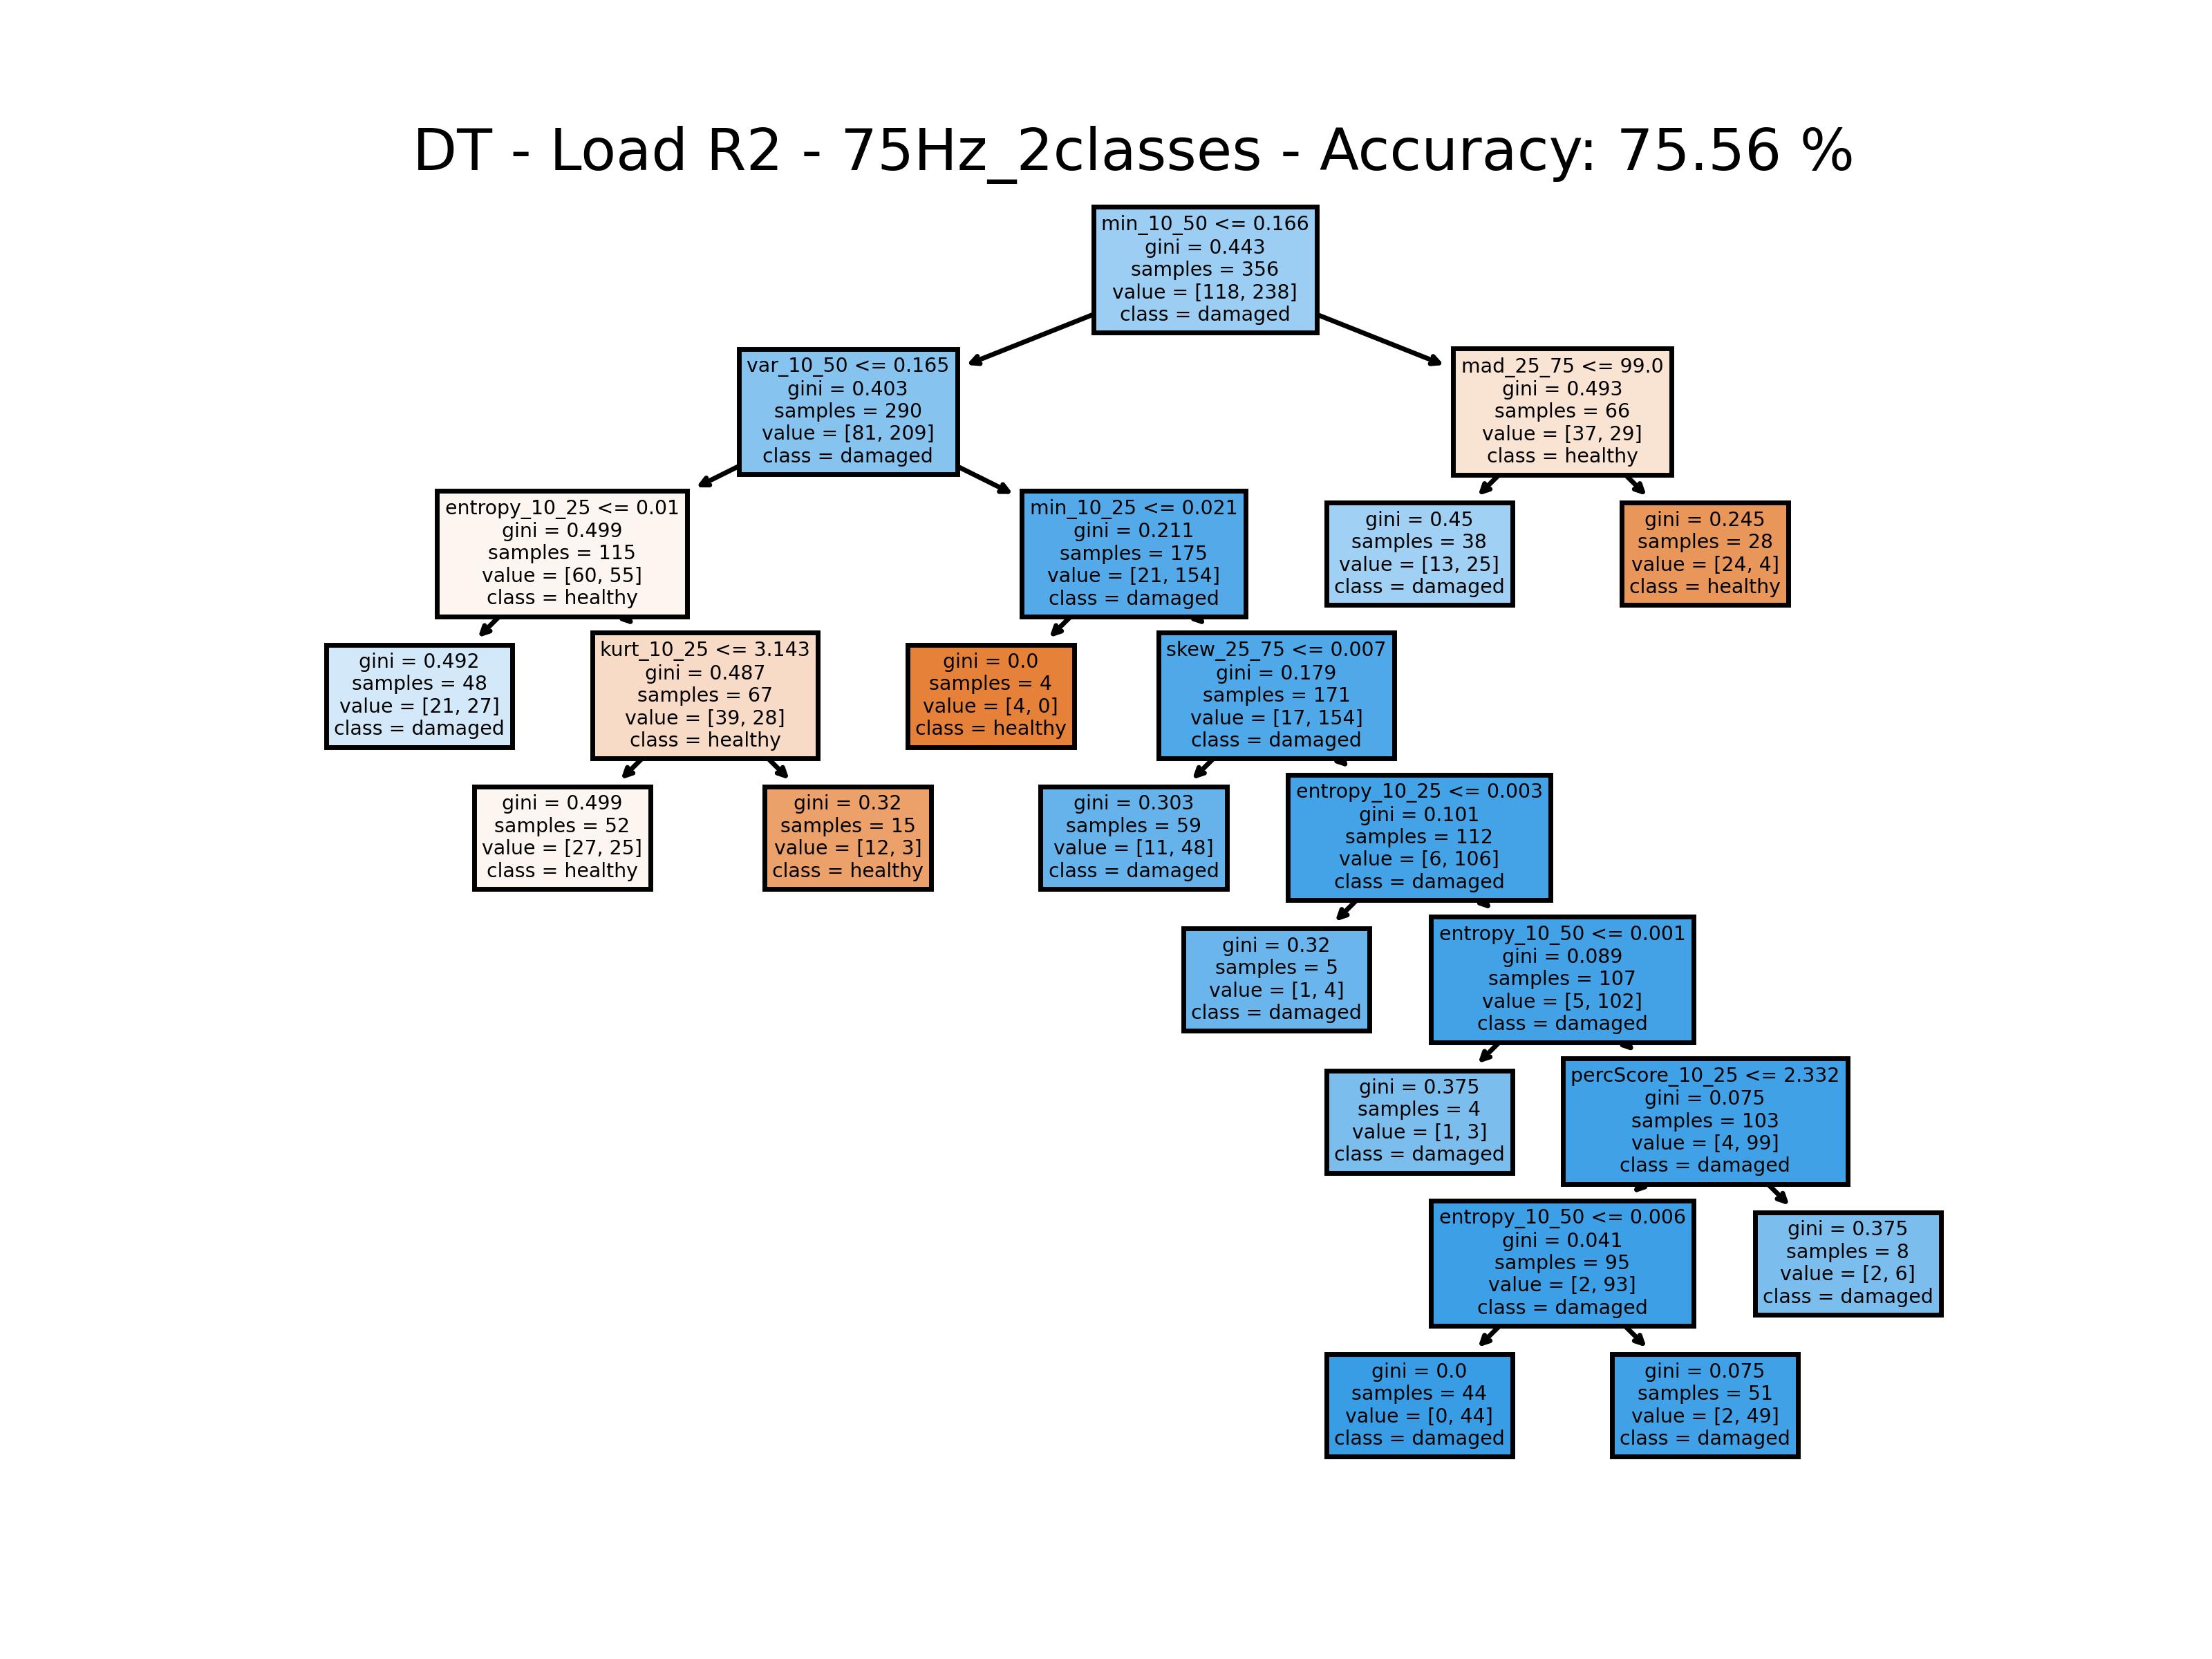 DT - Load R2 - 75Hz_2classes - Accuracy: 75.56 %
min_10_50 <= 0.166
gini = 0.443
samples = 356
value = [118, 238]
class = damaged
var_10_50 <= 0.165
gini = 0.403
samples = 290
value = [81, 209]
class = damaged
mad_25_75 <= 99.0
gini = 0.493
samples = 66
value = [37, 29]
class = healthy
entropy_10_25 <= 0.01
gini = 0.499
samples = 115
value = [60, 55]
class = healthy
min_10_25 <= 0.021
gini = 0.211
samples = 175
value = [21, 154]
class = damaged
gini = 0.45
samples = 38
value = [13, 25]
class = damaged
gini = 0.245
samples = 28
value = [24, 4]
class = healthy
gini = 0.492
samples = 48
value = [21, 27]
class = damaged
kurt_10_25 <= 3.143
gini = 0.487
samples = 67
value = [39, 28]
class = healthy
gini = 0.0
samples = 4
value = [4, 0]
class = healthy
skew_25_75 <= 0.007
gini = 0.179
samples = 171
value = [17, 154]
class = damaged
gini = 0.499
samples = 52
value = [27, 25]
class = healthy
gini = 0.32
samples = 15
value = [12, 3]
class = healthy
gini = 0.303
samples = 59
value = [11, 48]
class = damaged
entropy_10_25 <= 0.003
gini = 0.101
samples = 112
value = [6, 106]
class = damaged
gini = 0.32
samples = 5
value = [1, 4]
class = damaged
entropy_10_50 <= 0.001
gini = 0.089
samples = 107
value = [5, 102]
class = damaged
gini = 0.375
samples = 4
value = [1, 3]
class = damaged
percScore_10_25 <= 2.332
gini = 0.075
samples = 103
value = [4, 99]
class = damaged
entropy_10_50 <= 0.006
gini = 0.041
samples = 95
value = [2, 93]
class = damaged
gini = 0.375
samples = 8
value = [2, 6]
class = damaged
gini = 0.0
samples = 44
value = [0, 44]
class = damaged
gini = 0.075
samples = 51
value = [2, 49]
class = damaged